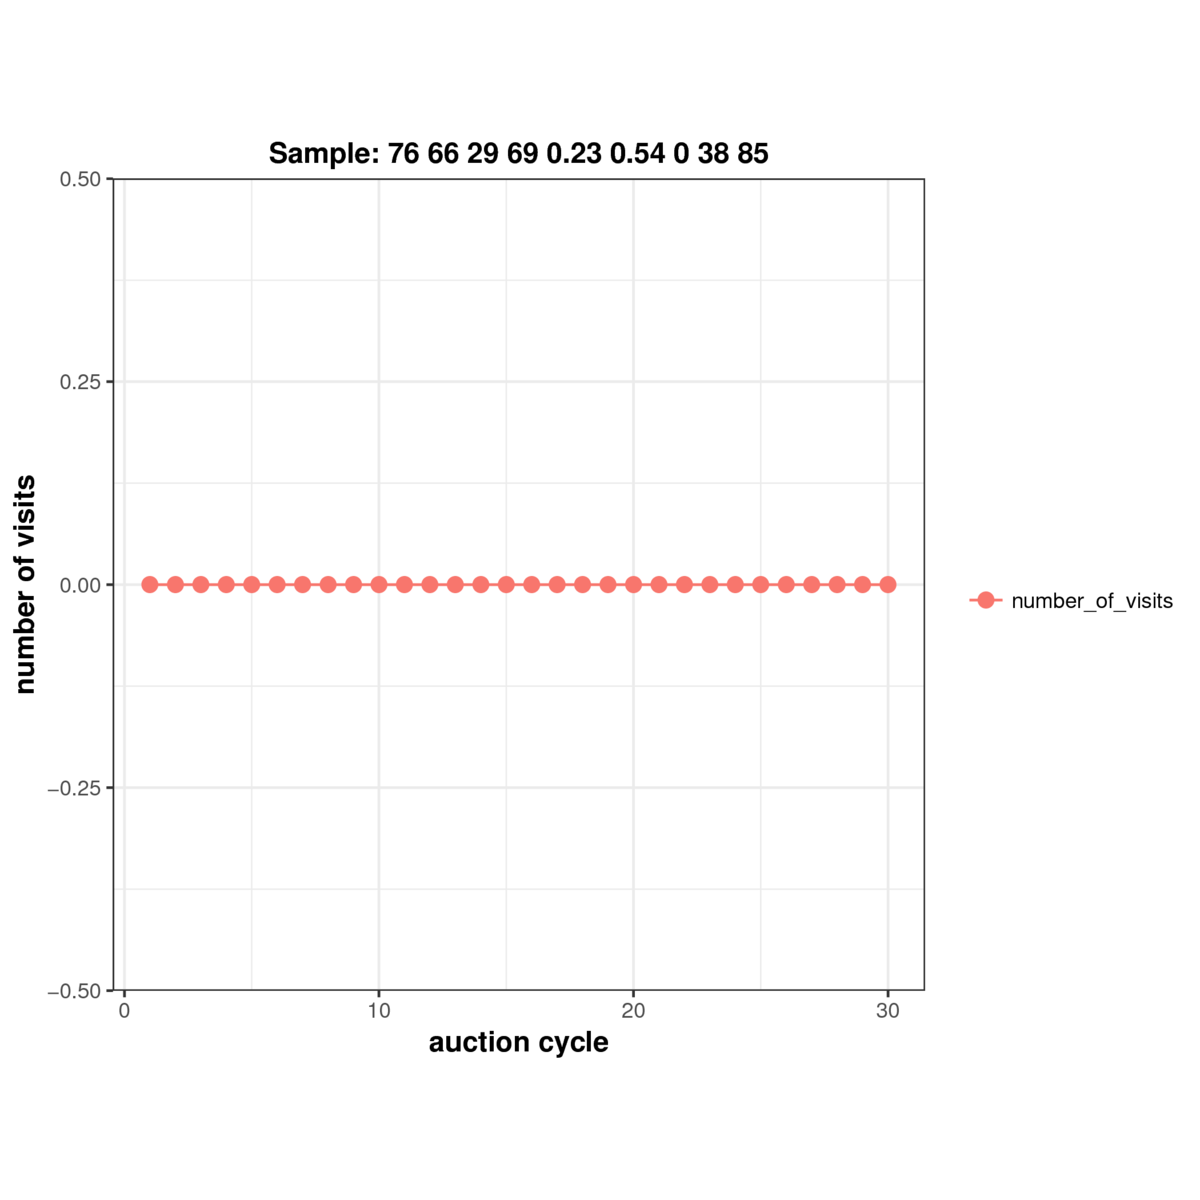 Sample: 76 66 29 69 0.23 0.54 0 38 85
0.50
0.25
0.00
−0.25
−0.50
number of visits
0 10 20 30
auction cycle
number_of_visits